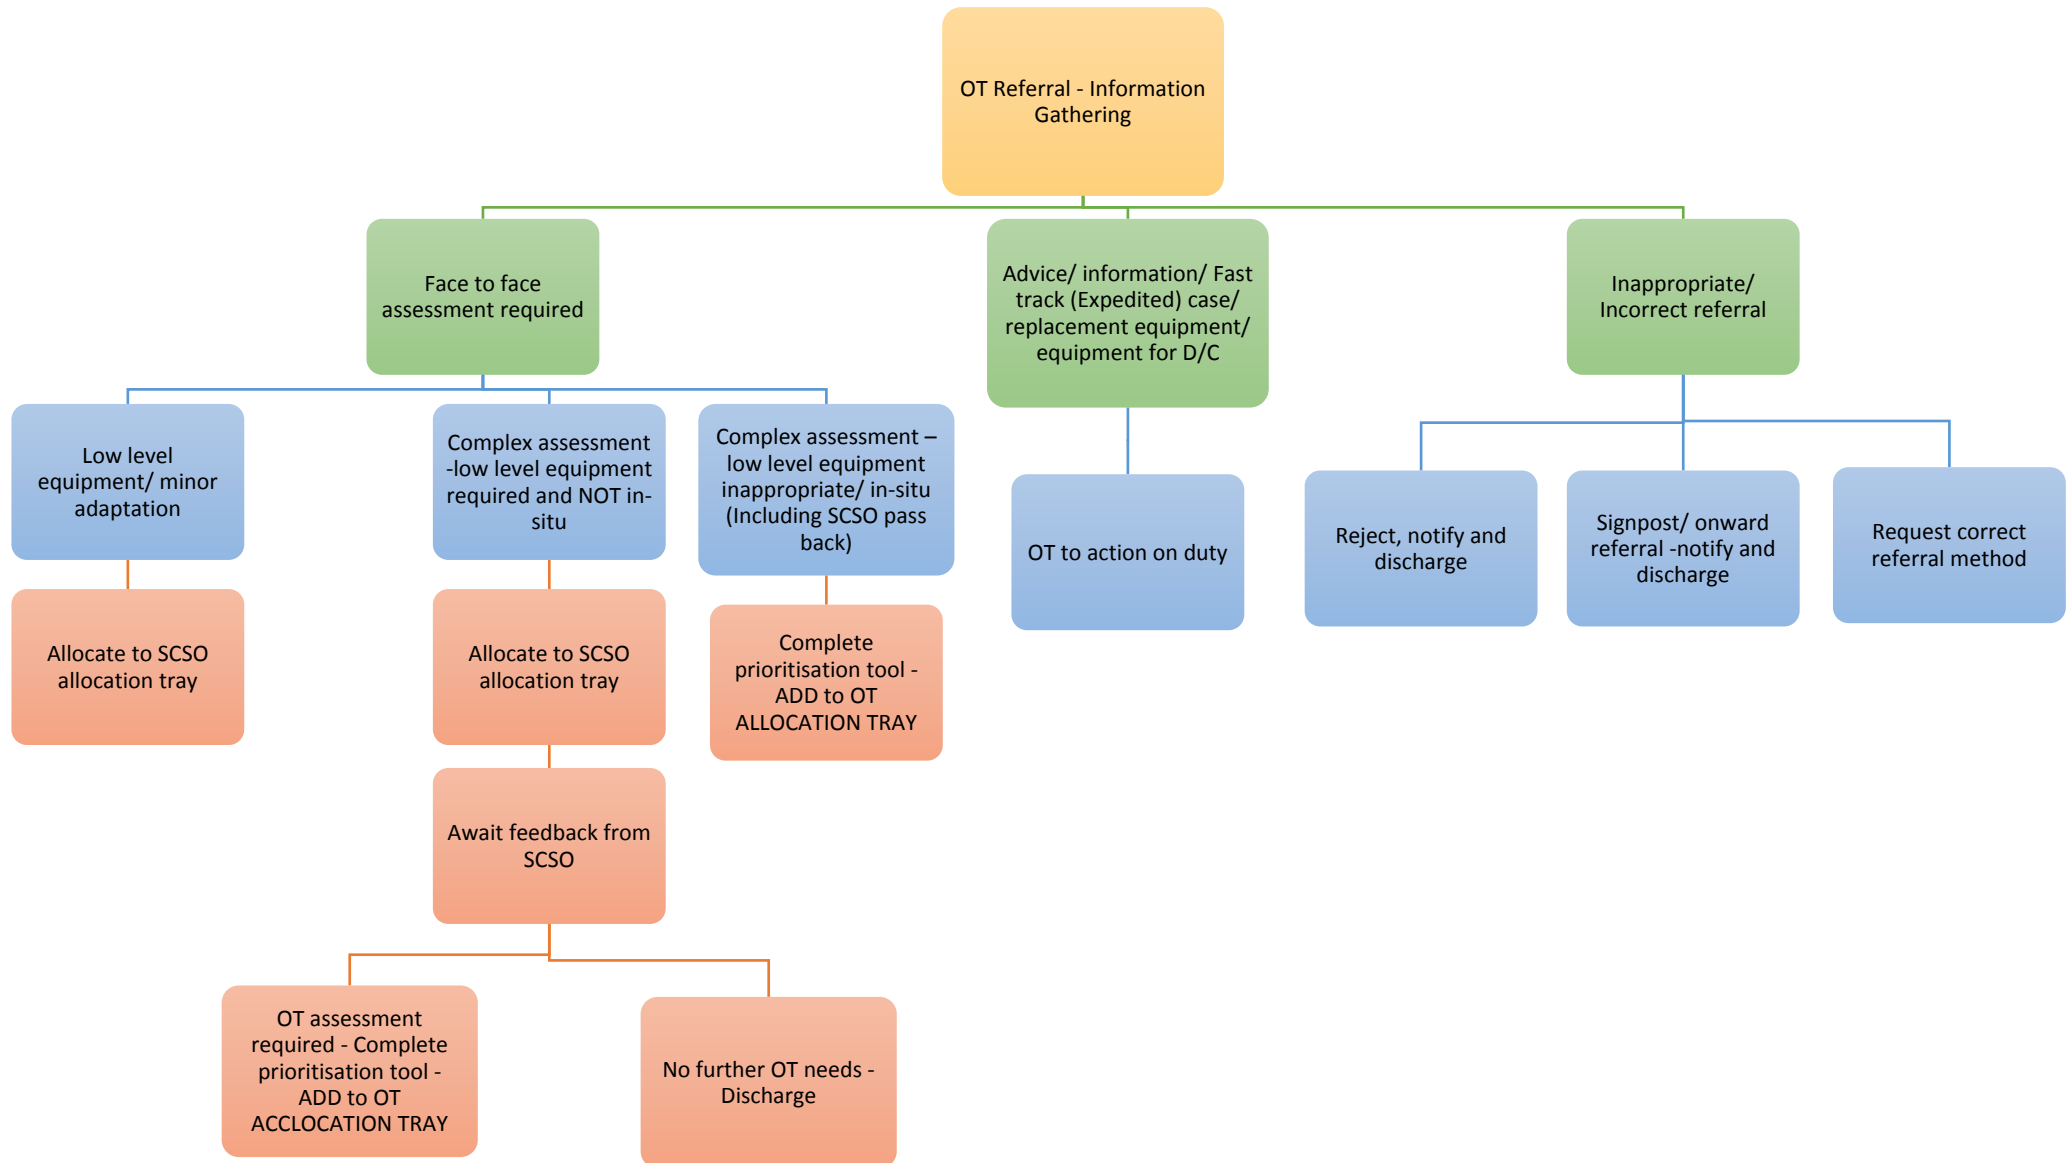 OT Referral - Information
Gathering
Face to face
assessment required
Advice/ information/ Fast
track (Expedited) case/
replacement equipment/
equipment for D/C
Inappropriate/
Incorrect referral
Low level
equipment/ minor
adaptation
Complex assessment
-low level equipment
required and NOT in-
situ
Complex assessment –
low level equipment
inappropriate/ in-situ
(Including SCSO pass
back)
OT to action on duty
Reject, notify and
discharge
Signpost/ onward
referral -notify and
discharge
Request correct
referral method
Allocate to SCSO
allocation tray
Allocate to SCSO
allocation tray
Complete
prioritisation tool -
ADD to OT
ALLOCATION TRAY
Await feedback from
SCSO
OT assessment
required - Complete
prioritisation tool -
ADD to OT
ACCLOCATION TRAY
No further OT needs -
Discharge